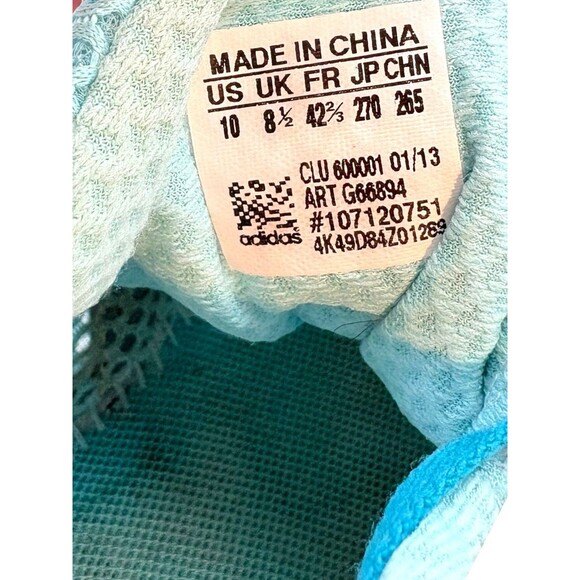 MADE IN CHINA
US UK FR JP CHN
10 8½ 42⅔ 270 265
CLU 600001 01/13
ART G66894
#107120751
adidas 4K49D84Z01289